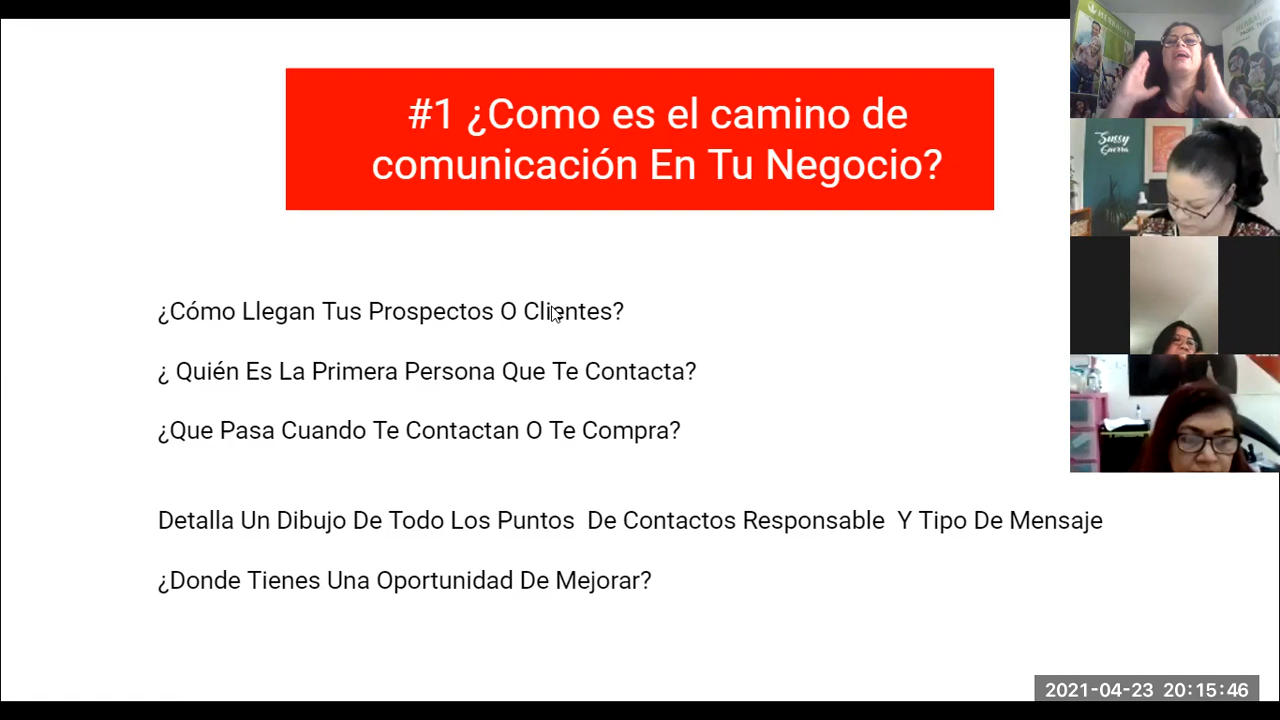 #1 ¿Como es el camino de
comunicación En Tu Negocio?
¿Cómo Llegan Tus Prospectos O Clientes?
¿ Quién Es La Primera Persona Que Te Contacta?
¿Que Pasa Cuando Te Contactan O Te Compra?
Detalla Un Dibujo De Todo Los Puntos  De Contactos Responsable  Y Tipo De Mensaje
¿Donde Tienes Una Oportunidad De Mejorar?
Sussy
Guerra
2021-04-23 20:15:46